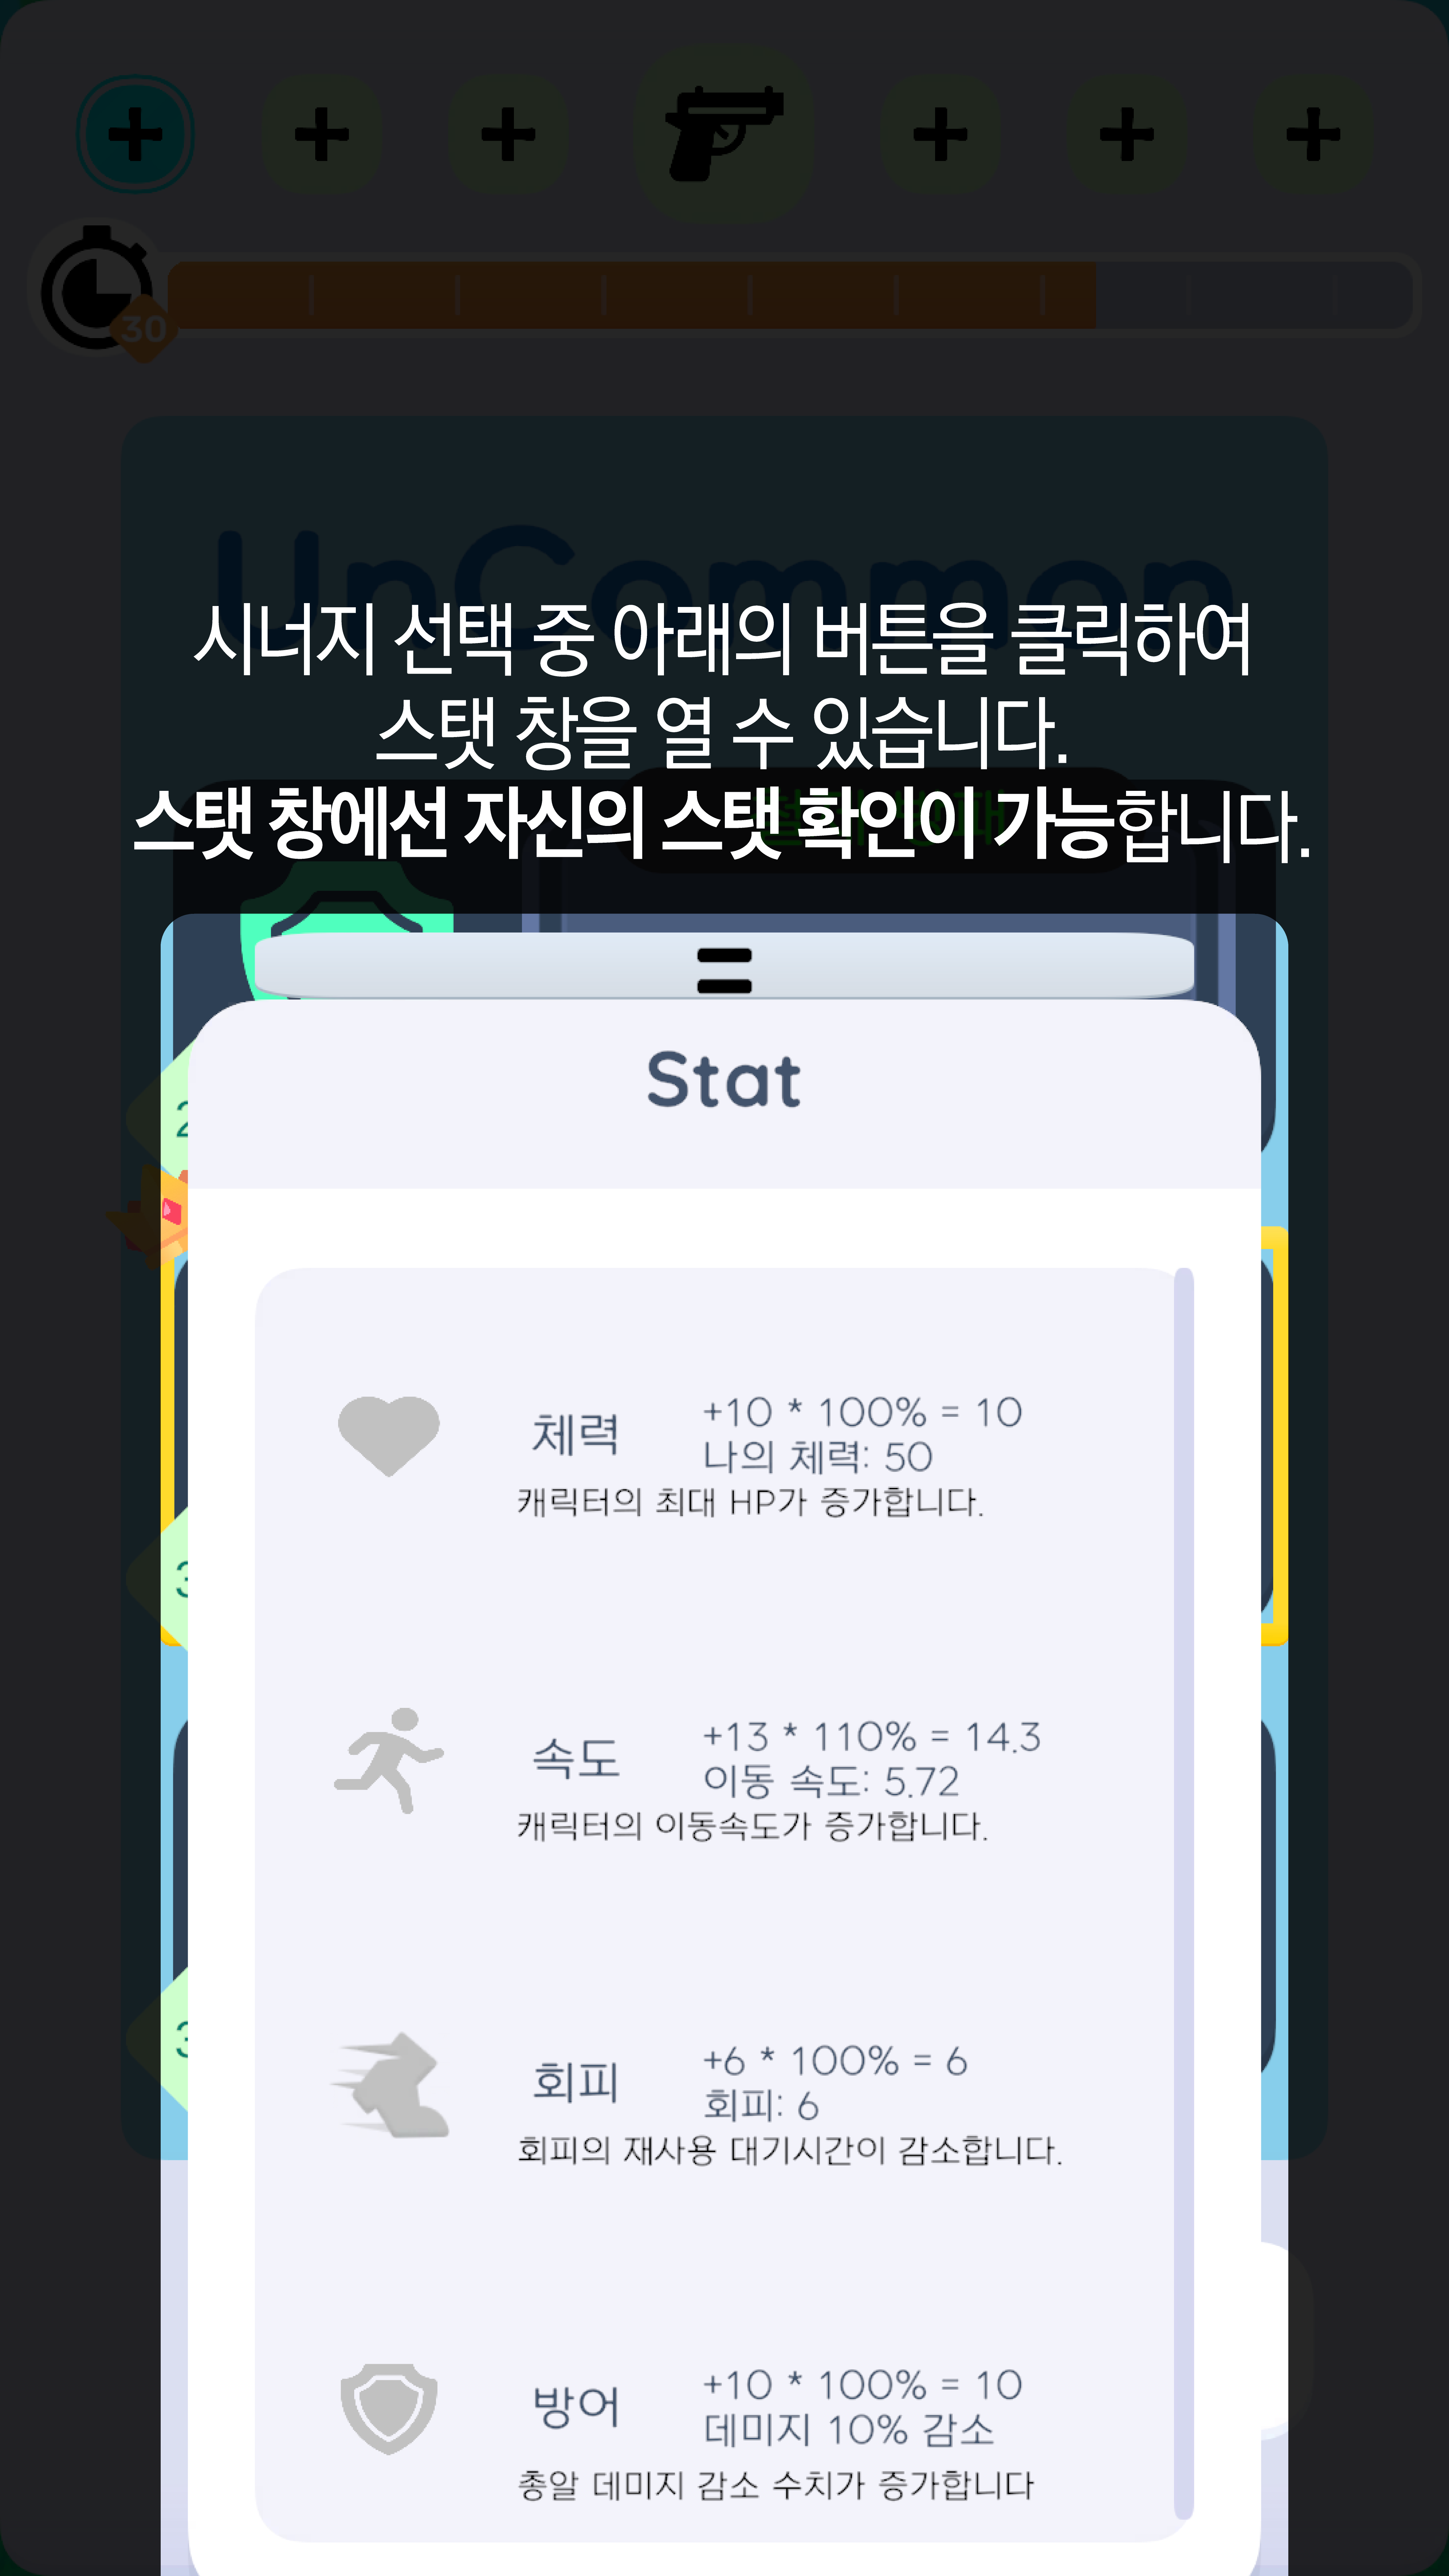 30
UnCommon
시너지 선택 중 아래의 버튼을 클릭하여
스탯 창을 열 수 있습니다.
스탯 창에선 자신의 스탯 확인이 가능합니다.
Stat
체력
+10 * 100% = 10
나의 체력: 50
캐릭터의 최대 HP가 증가합니다.
속도
+13 * 110% = 14.3
이동 속도: 5.72
캐릭터의 이동속도가 증가합니다.
회피
+6 * 100% = 6
회피: 6
회피의 재사용 대기시간이 감소합니다.
방어
+10 * 100% = 10
데미지 10% 감소
총알 데미지 감소 수치가 증가합니다